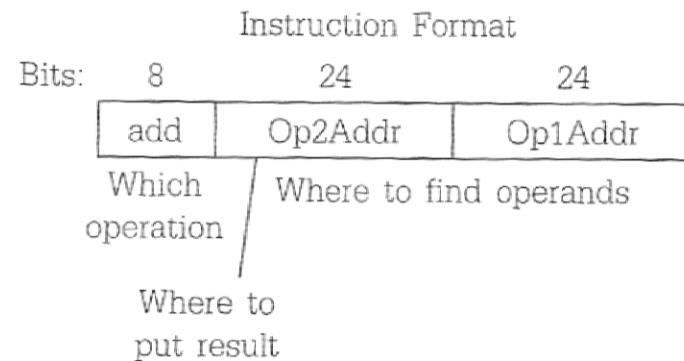 Instruction Format
Bits: 8 24 24
add Op2Addr Op1Addr
Which Where to find operands
operation
Where to
put result